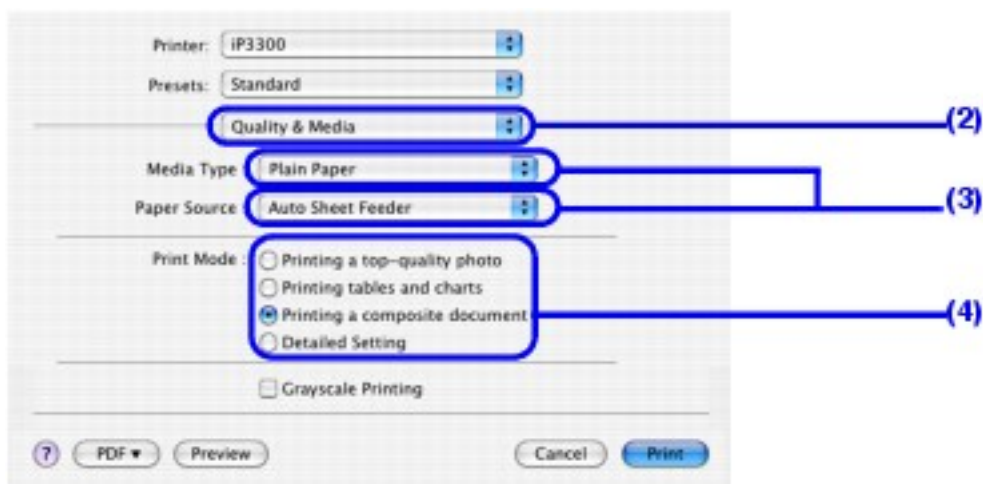 Printer: iP3300
Presets: Standard
Quality & Media (2)
Media Type : Plain Paper
Paper Source : Auto Sheet Feeder (3)
Print Mode : Printing a top-quality photo
Printing tables and charts
Printing a composite document (4)
Detailed Setting
Grayscale Printing
? PDF ▼ Preview Cancel Print